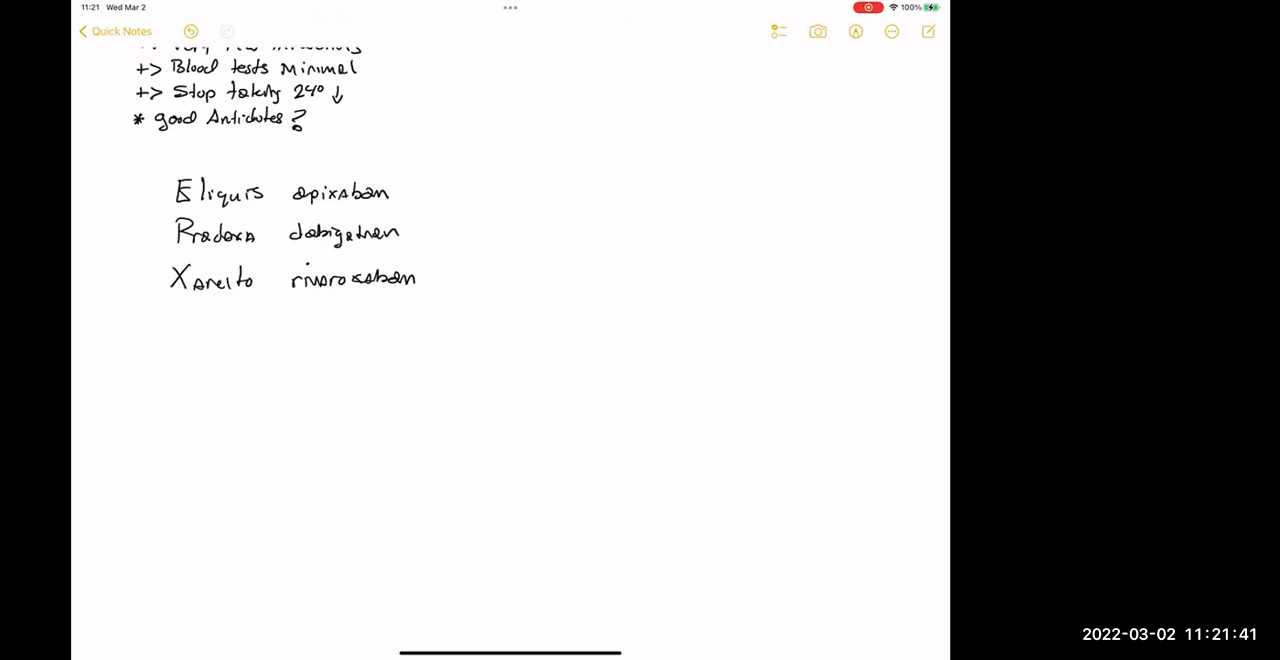 11:21 Wed Mar 2
100%
Quick Notes
+> Blood tests Minimal
+> Stop taking 24° ↓
* good Antidotes ?
Eliquis apixaban
Pradaxa dabigatran
Xarelto rivaroxaban
2022-03-02 11:21:41